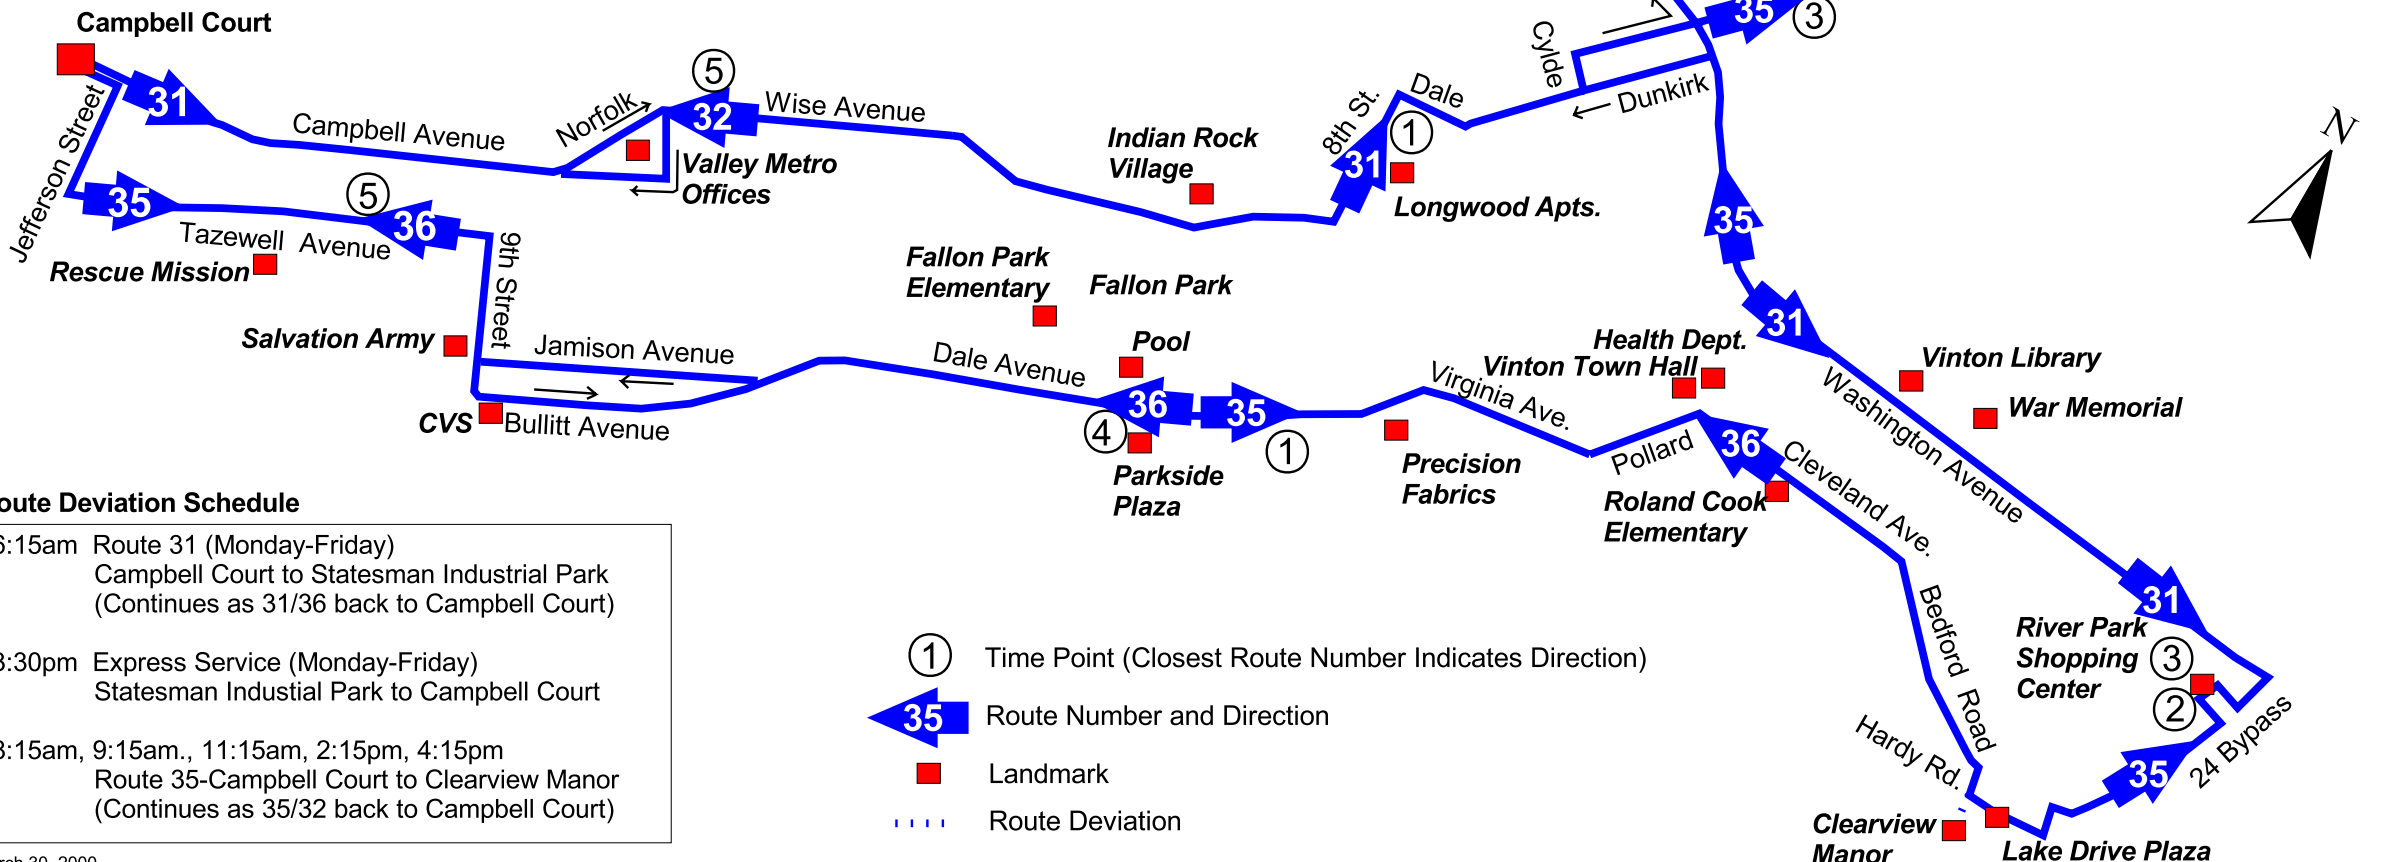 Campbell Court
31
Jefferson Street
Campbell Avenue
Norfolk
5
32
Wise Avenue
Valley Metro
Offices
Indian Rock
Village
8th St.
31
1
Dale
Longwood Apts.
Cylde
Dunkirk
35
3
N
35
5
36
Tazewell Avenue
Rescue Mission
9th Street
Salvation Army
Jamison Avenue
CVS
Bullitt Avenue
Fallon Park
Elementary
Fallon Park
Pool
Dale Avenue
36
35
4
1
Parkside
Plaza
Virginia Ave.
Precision
Fabrics
Health Dept.
Vinton Town Hall
Pollard
36
Roland Cook
Elementary
Cleveland Ave.
35
31
Vinton Library
War Memorial
Washington Avenue
31
River Park
Shopping
Center
3
2
24 Bypass
35
Bedford Road
Hardy Rd.
Clearview
Manor
Lake Drive Plaza
oute Deviation Schedule
:15am Route 31 (Monday-Friday)
Campbell Court to Statesman Industrial Park
(Continues as 31/36 back to Campbell Court)
:30pm Express Service (Monday-Friday)
Statesman Industial Park to Campbell Court
:15am, 9:15am., 11:15am, 2:15pm, 4:15pm
Route 35-Campbell Court to Clearview Manor
(Continues as 35/32 back to Campbell Court)
1 Time Point (Closest Route Number Indicates Direction)
35 Route Number and Direction
Landmark
Route Deviation